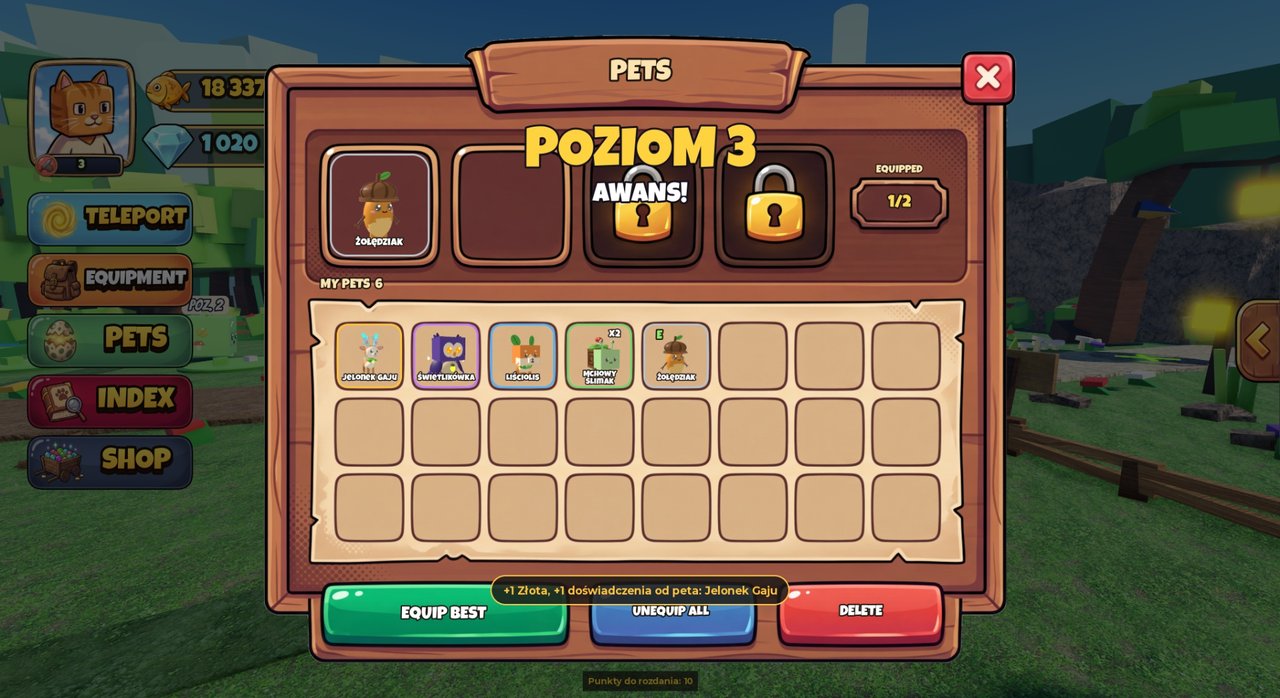 PETS
18 337
1 020
3
TELEPORT
EQUIPMENT
POZ. 2
PETS
INDEX
SHOP
POZIOM 3
AWANS!
ŻOŁĘDZIAK
EQUIPPED
1/2
MY PETS 6
JELONEK GAJU
ŚWIETLIKÓWKA
LIŚCIOLIS
X2
MCHOWY ŚLIMAK
E
ŻOŁĘDZIAK
+1 Złota, +1 doświadczenia od peta: Jelonek Gaju
EQUIP BEST
UNEQUIP ALL
DELETE
Punkty do rozdania: 10